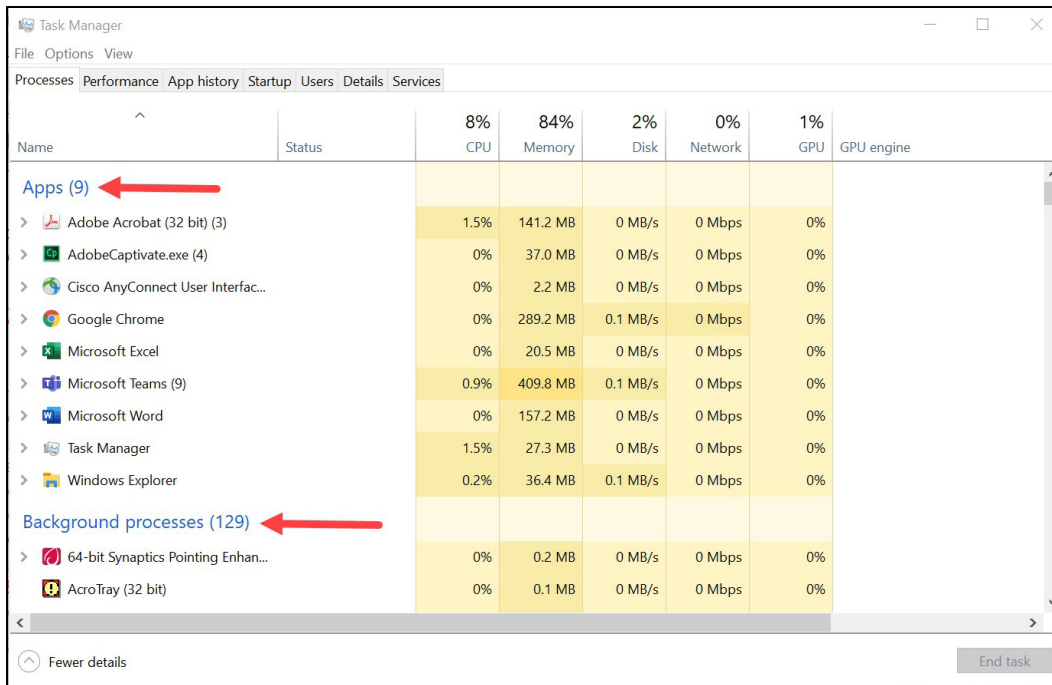 Task Manager
File Options View
Processes Performance App history Startup Users Details Services
8% 84% 2% 0% 1%
Name Status CPU Memory Disk Network GPU GPU engine
Apps (9)
Adobe Acrobat (32 bit) (3) 1.5% 141.2 MB 0 MB/s 0 Mbps 0%
AdobeCaptivate.exe (4) 0% 37.0 MB 0 MB/s 0 Mbps 0%
Cisco AnyConnect User Interfac... 0% 2.2 MB 0 MB/s 0 Mbps 0%
Google Chrome 0% 289.2 MB 0.1 MB/s 0 Mbps 0%
Microsoft Excel 0% 20.5 MB 0 MB/s 0 Mbps 0%
Microsoft Teams (9) 0.9% 409.8 MB 0.1 MB/s 0 Mbps 0%
Microsoft Word 0% 157.2 MB 0 MB/s 0 Mbps 0%
Task Manager 1.5% 27.3 MB 0 MB/s 0 Mbps 0%
Windows Explorer 0.2% 36.4 MB 0.1 MB/s 0 Mbps 0%
Background processes (129)
64-bit Synaptics Pointing Enhan... 0% 0.2 MB 0 MB/s 0 Mbps 0%
AcroTray (32 bit) 0% 0.1 MB 0 MB/s 0 Mbps 0%
Fewer details End task